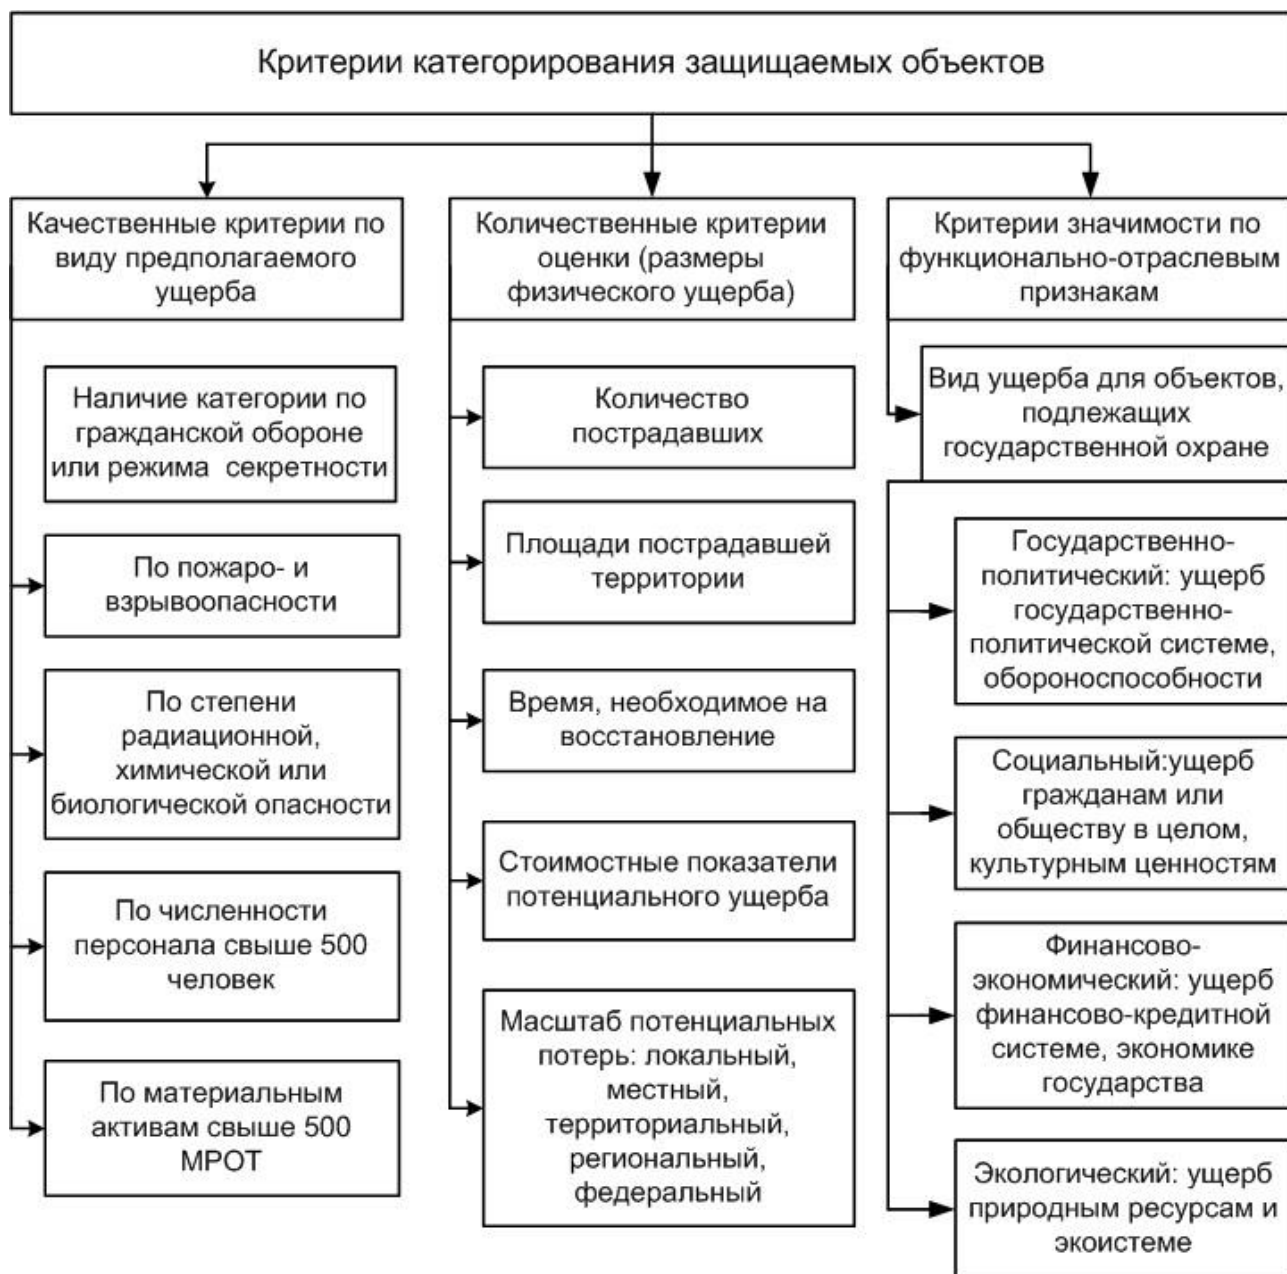 Критерии категорирования защищаемых объектов
Качественные критерии по
виду предполагаемого
ущерба
Наличие категории по
гражданской обороне
или режима секретности
По пожаро- и
взрывоопасности
По степени
радиационной,
химической или
биологической опасности
По численности
персонала свыше 500
человек
По материальным
активам свыше 500
МРОТ
Количественные критерии
оценки (размеры
физического ущерба)
Количество
пострадавших
Площади пострадавшей
территории
Время, необходимое на
восстановление
Стоимостные показатели
потенциального ущерба
Масштаб потенциальных
потерь: локальный,
местный,
территориальный,
региональный,
федеральный
Критерии значимости по
функционально-отраслевым
признакам
Вид ущерба для объектов,
подлежащих
государственной охране
Государственно-
политический: ущерб
государственно-
политической системе,
обороноспособности
Социальный:ущерб
гражданам или
обществу в целом,
культурным ценностям
Финансово-
экономический: ущерб
финансово-кредитной
системе, экономике
государства
Экологический: ущерб
природным ресурсам и
экоистеме